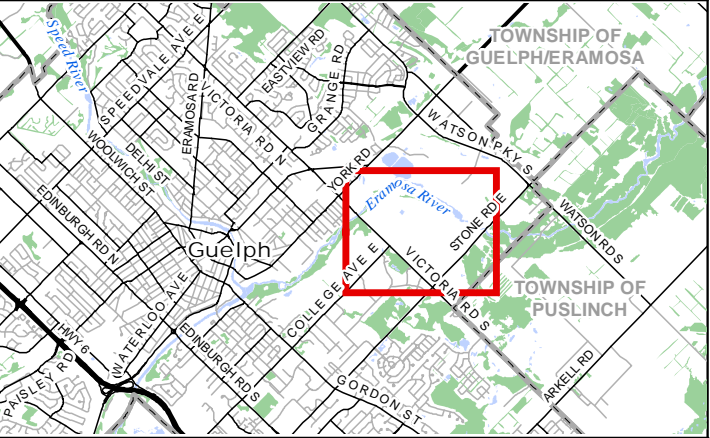 TOWNSHIP OF
GUELPH/ERAMOSA
Speed River
SPEEDVALE AVE E
EASTVIEW RD
GRANGE RD
ERAMOSA RD
VICTORIA RD N
WATSON PKY S
WOOLWICH ST
DELHI ST
YORK RD
EDINBURGH RD N
Eramosa River
STONE RD E
WATSON RD S
Guelph
COLLEGE AVE E
VICTORIA RD S
TOWNSHIP OF
PUSLINCH
HWY 6
WATERLOO AVE
EDINBURGH RD S
PAISLEY RD
GORDON ST
ARKELL RD